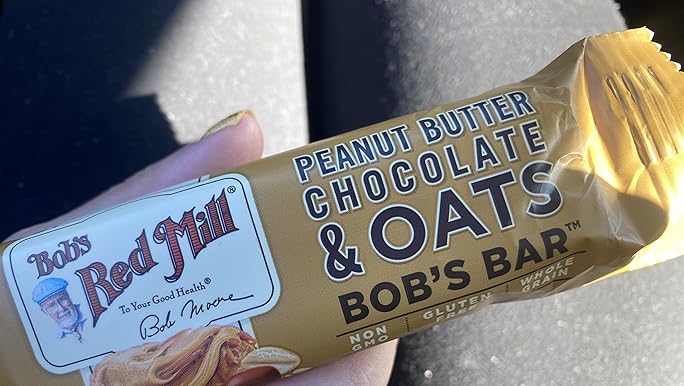 Bob's
Red Mill®
To Your Good Health®
Bob Moore
PEANUT BUTTER
CHOCOLATE
& OATS
BOB'S BAR™
NON
GMO
GLUTEN
FREE
WHOLE
GRAIN